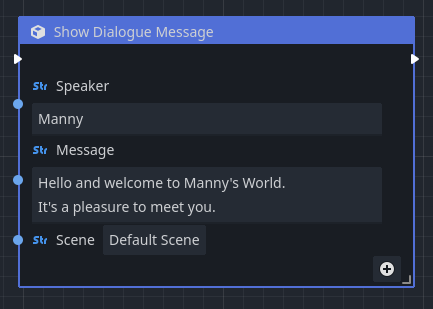 Show Dialogue Message
Str Speaker
Manny
Str Message
Hello and welcome to Manny's World.
It's a pleasure to meet you.
Str Scene Default Scene